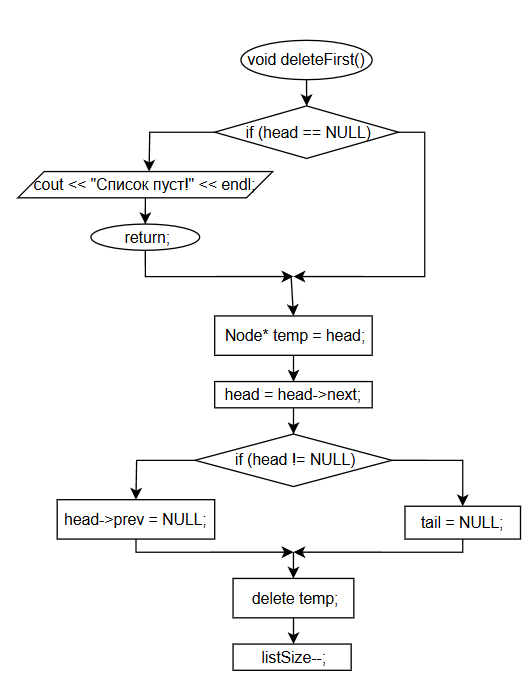 void deleteFirst()
if (head == NULL)
cout << "Список пуст!" << endl;
return;
Node* temp = head;
head = head->next;
if (head != NULL)
head->prev = NULL;
tail = NULL;
delete temp;
listSize--;